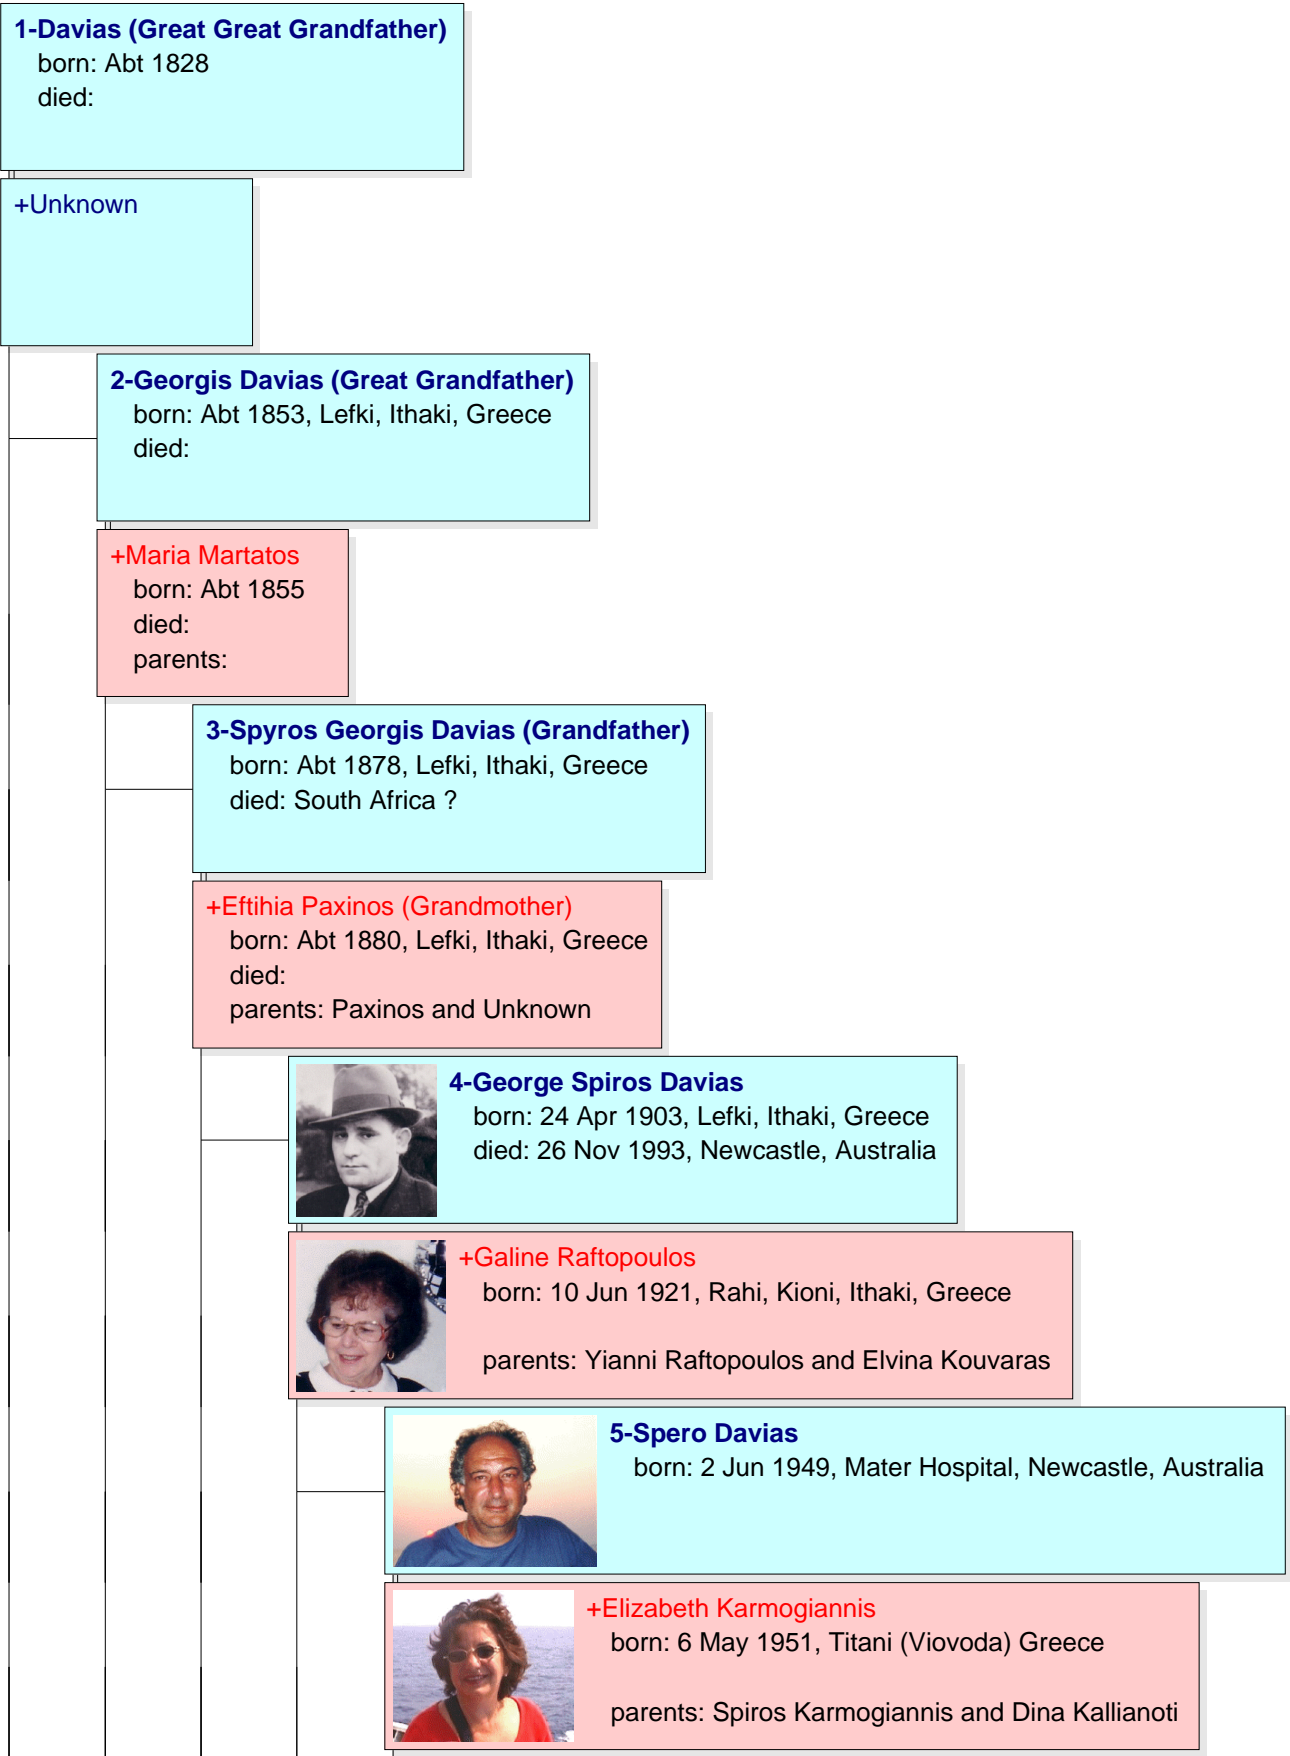 1-Davias (Great Great Grandfather)
born: Abt 1828
died:
+Unknown
2-Georgis Davias (Great Grandfather)
born: Abt 1853, Lefki, Ithaki, Greece
died:
+Maria Martatos
born: Abt 1855
died:
parents:
3-Spyros Georgis Davias (Grandfather)
born: Abt 1878, Lefki, Ithaki, Greece
died: South Africa ?
+Eftihia Paxinos (Grandmother)
born: Abt 1880, Lefki, Ithaki, Greece
died:
parents: Paxinos and Unknown
4-George Spiros Davias
born: 24 Apr 1903, Lefki, Ithaki, Greece
died: 26 Nov 1993, Newcastle, Australia
+Galine Raftopoulos
born: 10 Jun 1921, Rahi, Kioni, Ithaki, Greece
parents: Yianni Raftopoulos and Elvina Kouvaras
5-Spero Davias
born: 2 Jun 1949, Mater Hospital, Newcastle, Australia
+Elizabeth Karmogiannis
born: 6 May 1951, Titani (Viovoda) Greece
parents: Spiros Karmogiannis and Dina Kallianoti